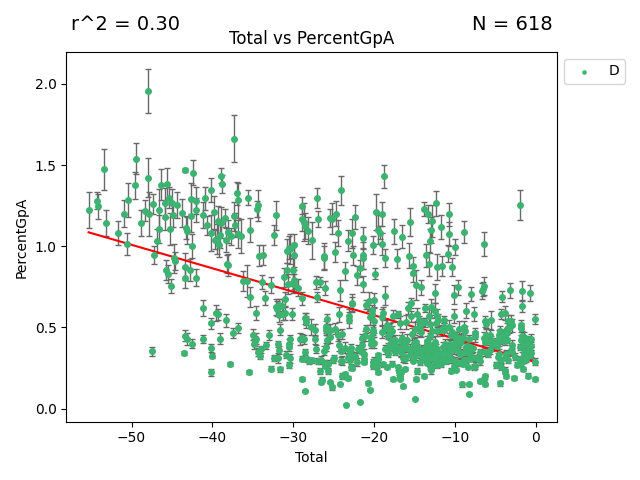 r^2 = 0.30
N = 618
Total vs PercentGpA
D
2.0
1.5
1.0
0.5
0.0
PercentGpA
−50
−40
−30
−20
−10
0
Total